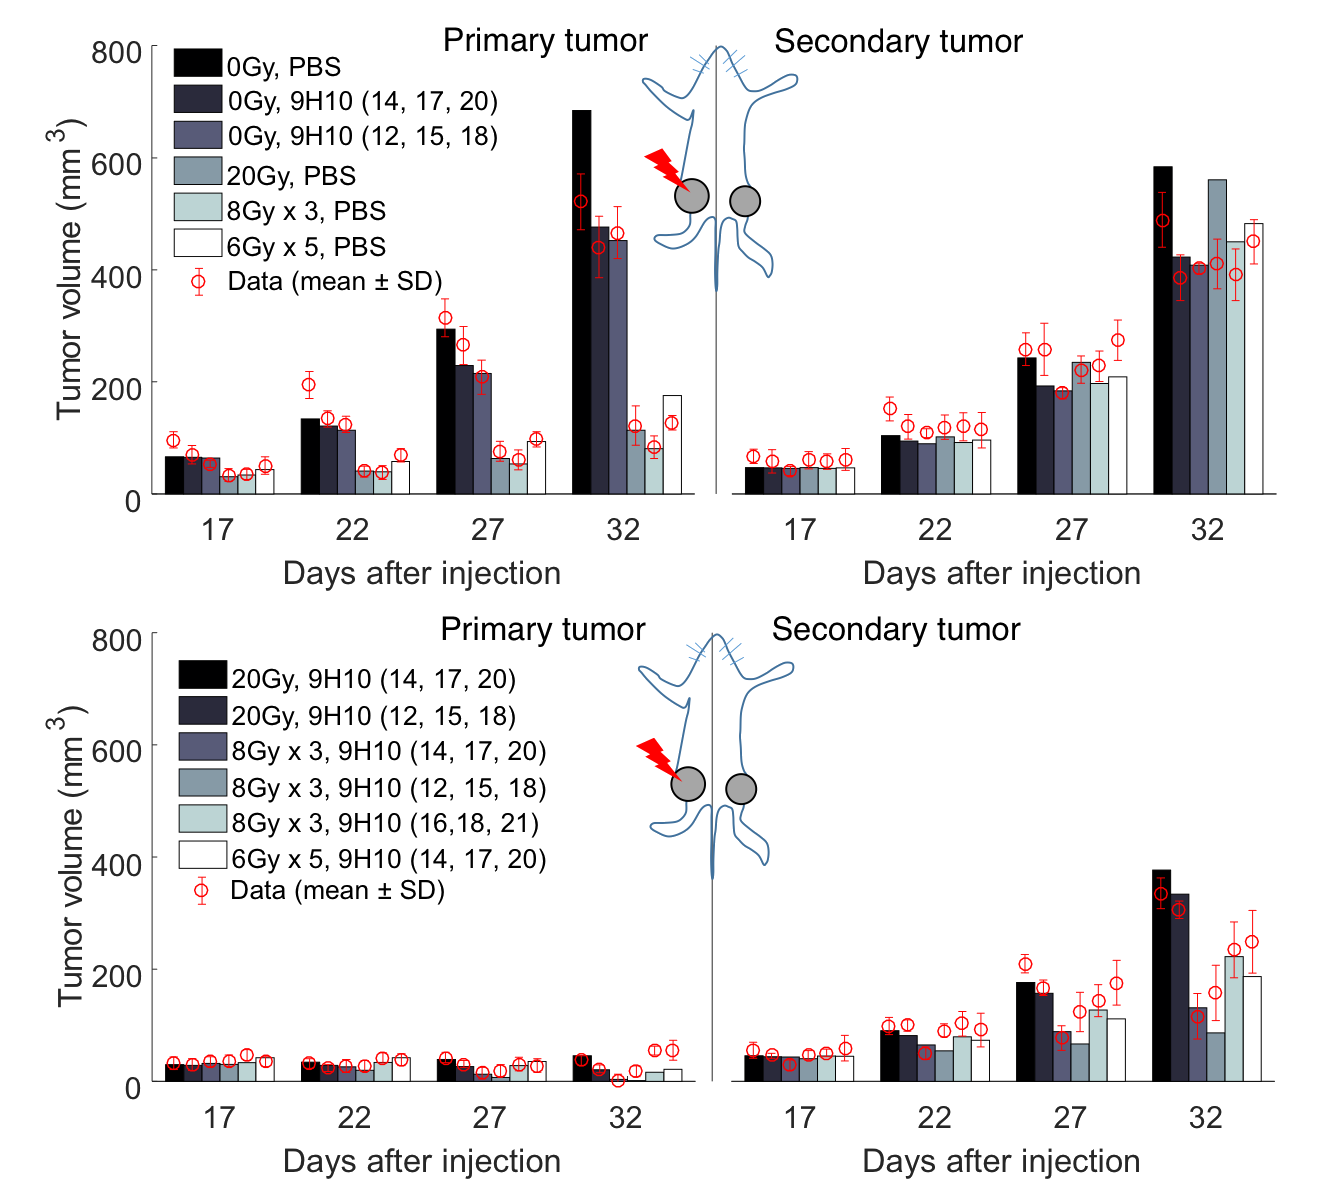 Primary tumor
Secondary tumor
800
600
400
200
0
Tumor volume (mm³)
0Gy, PBS
0Gy, 9H10 (14, 17, 20)
0Gy, 9H10 (12, 15, 18)
20Gy, PBS
8Gy x 3, PBS
6Gy x 5, PBS
Data (mean ± SD)
17 22 27 32
17 22 27 32
Days after injection
Days after injection
Primary tumor
Secondary tumor
800
600
400
200
0
Tumor volume (mm³)
20Gy, 9H10 (14, 17, 20)
20Gy, 9H10 (12, 15, 18)
8Gy x 3, 9H10 (14, 17, 20)
8Gy x 3, 9H10 (12, 15, 18)
8Gy x 3, 9H10 (16,18, 21)
6Gy x 5, 9H10 (14, 17, 20)
Data (mean ± SD)
17 22 27 32
17 22 27 32
Days after injection
Days after injection